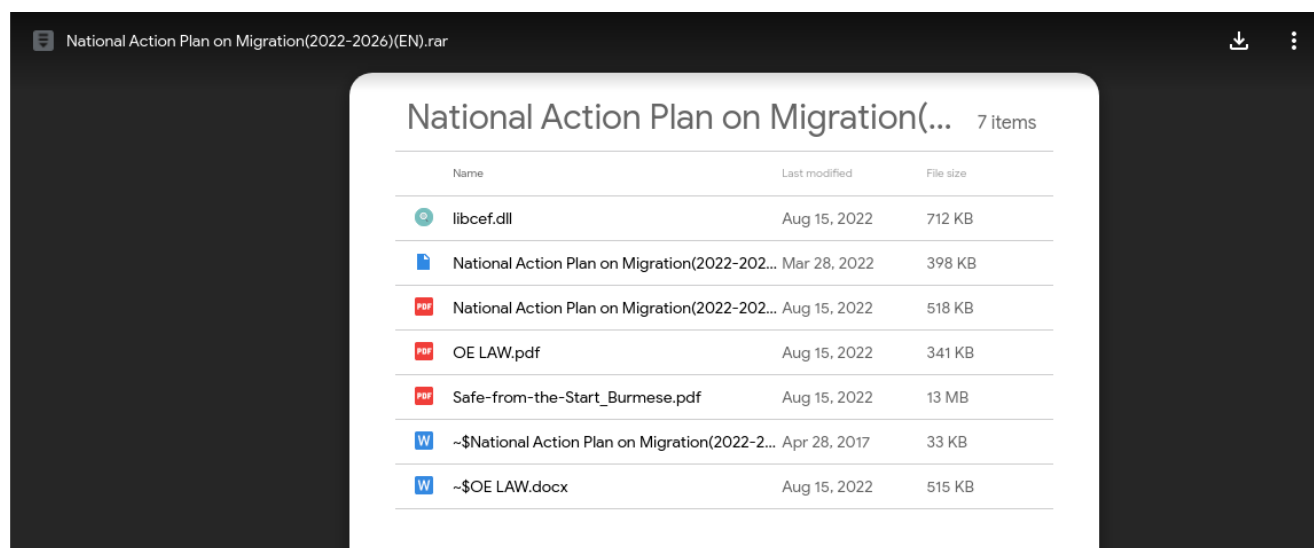 National Action Plan on Migration(2022-2026)(EN).rar
National Action Plan on Migration(... 7 items
Name Last modified File size
libcef.dll Aug 15, 2022 712 KB
National Action Plan on Migration(2022-202... Mar 28, 2022 398 KB
PDF National Action Plan on Migration(2022-202... Aug 15, 2022 518 KB
PDF OE LAW.pdf Aug 15, 2022 341 KB
PDF Safe-from-the-Start_Burmese.pdf Aug 15, 2022 13 MB
W ~$National Action Plan on Migration(2022-2... Apr 28, 2017 33 KB
W ~$OE LAW.docx Aug 15, 2022 515 KB